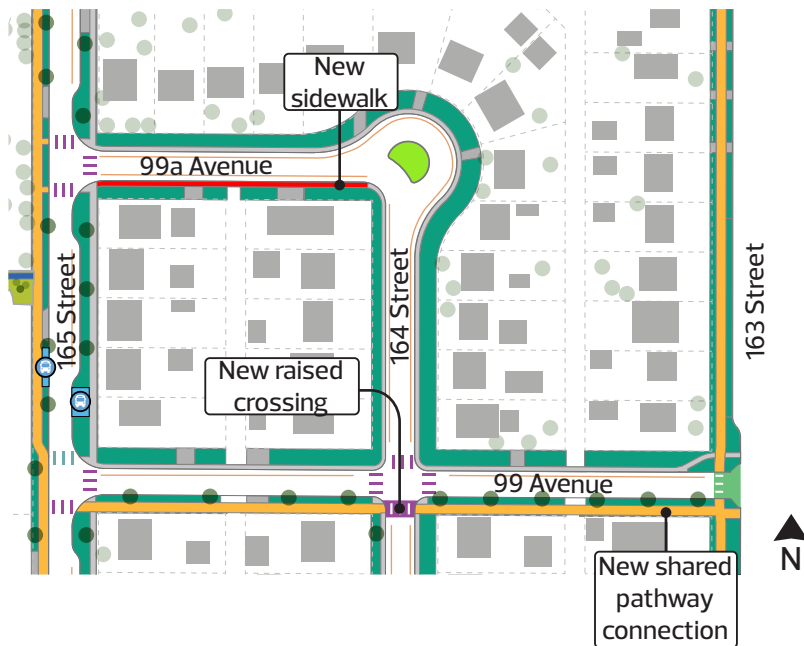 New
sidewalk
99a Avenue
165 Street
164 Street
163 Street
New raised
crossing
99 Avenue
New shared
pathway
connection
N